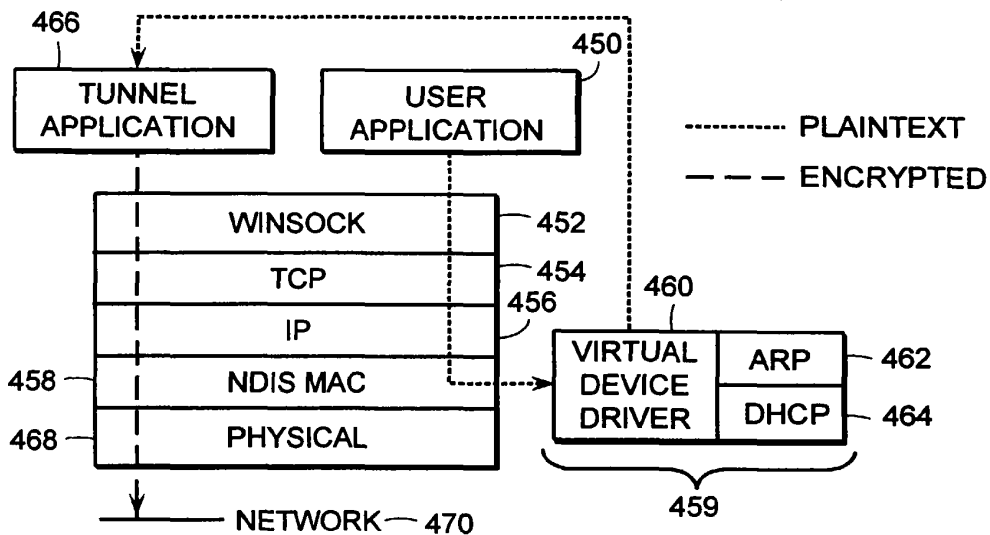 466
450
TUNNEL
APPLICATION
USER
APPLICATION
PLAINTEXT
ENCRYPTED
WINSOCK
452
TCP
454
IP
456
458
NDIS MAC
468
PHYSICAL
460
VIRTUAL
DEVICE
DRIVER
ARP
462
DHCP
464
459
NETWORK
470